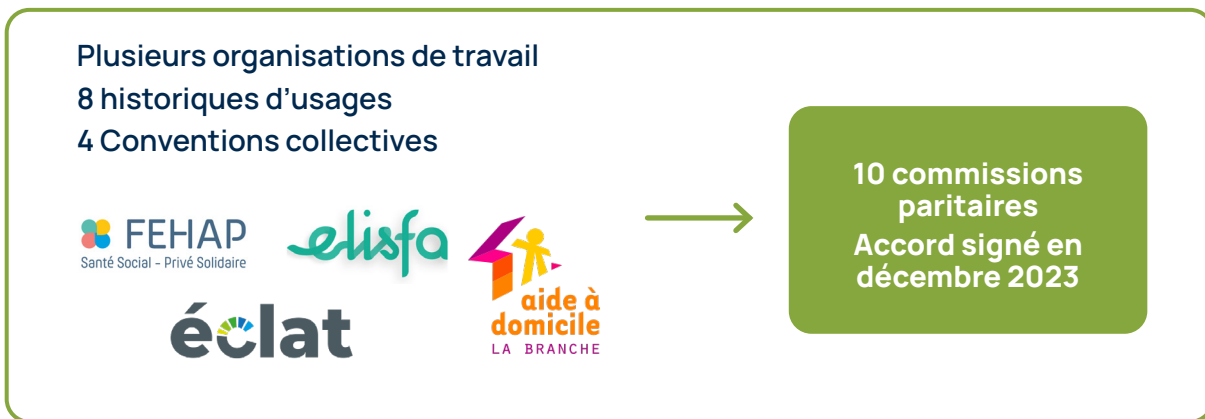 Plusieurs organisations de travail
8 historiques d’usages
4 Conventions collectives
FEHAP
Santé Social - Privé Solidaire
elisfa
éclat
aide à
domicile
LA BRANCHE
10 commissions
paritaires
Accord signé en
décembre 2023